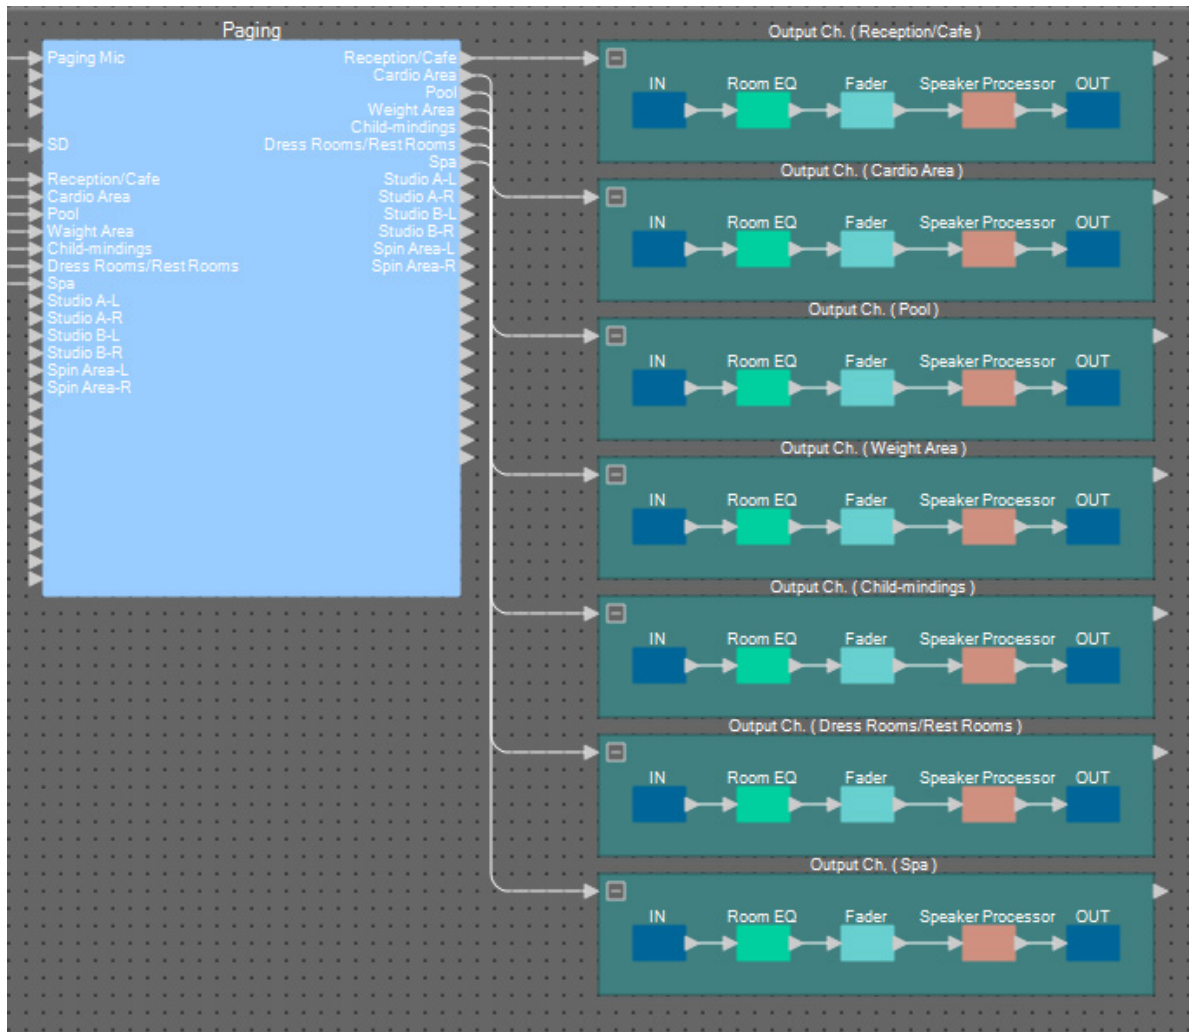 Paging
Paging Mic
SD
Reception/Cafe
Cardio Area
Pool
Waight Area
Child-mindings
Dress Rooms/Rest Rooms
Spa
Studio A-L
Studio A-R
Studio B-L
Studio B-R
Spin Area-L
Spin Area-R
Reception/Cafe
Cardio Area
Pool
Weight Area
Child-mindings
Dress Rooms/Rest Rooms
Spa
Studio A-L
Studio A-R
Studio B-L
Studio B-R
Spin Area-L
Spin Area-R
Output Ch. ( Reception/Cafe )
IN Room EQ Fader Speaker Processor OUT
Output Ch. ( Cardio Area )
IN Room EQ Fader Speaker Processor OUT
Output Ch. ( Pool )
IN Room EQ Fader Speaker Processor OUT
Output Ch. ( Weight Area )
IN Room EQ Fader Speaker Processor OUT
Output Ch. ( Child-mindings )
IN Room EQ Fader Speaker Processor OUT
Output Ch. ( Dress Rooms/Rest Rooms )
IN Room EQ Fader Speaker Processor OUT
Output Ch. ( Spa )
IN Room EQ Fader Speaker Processor OUT